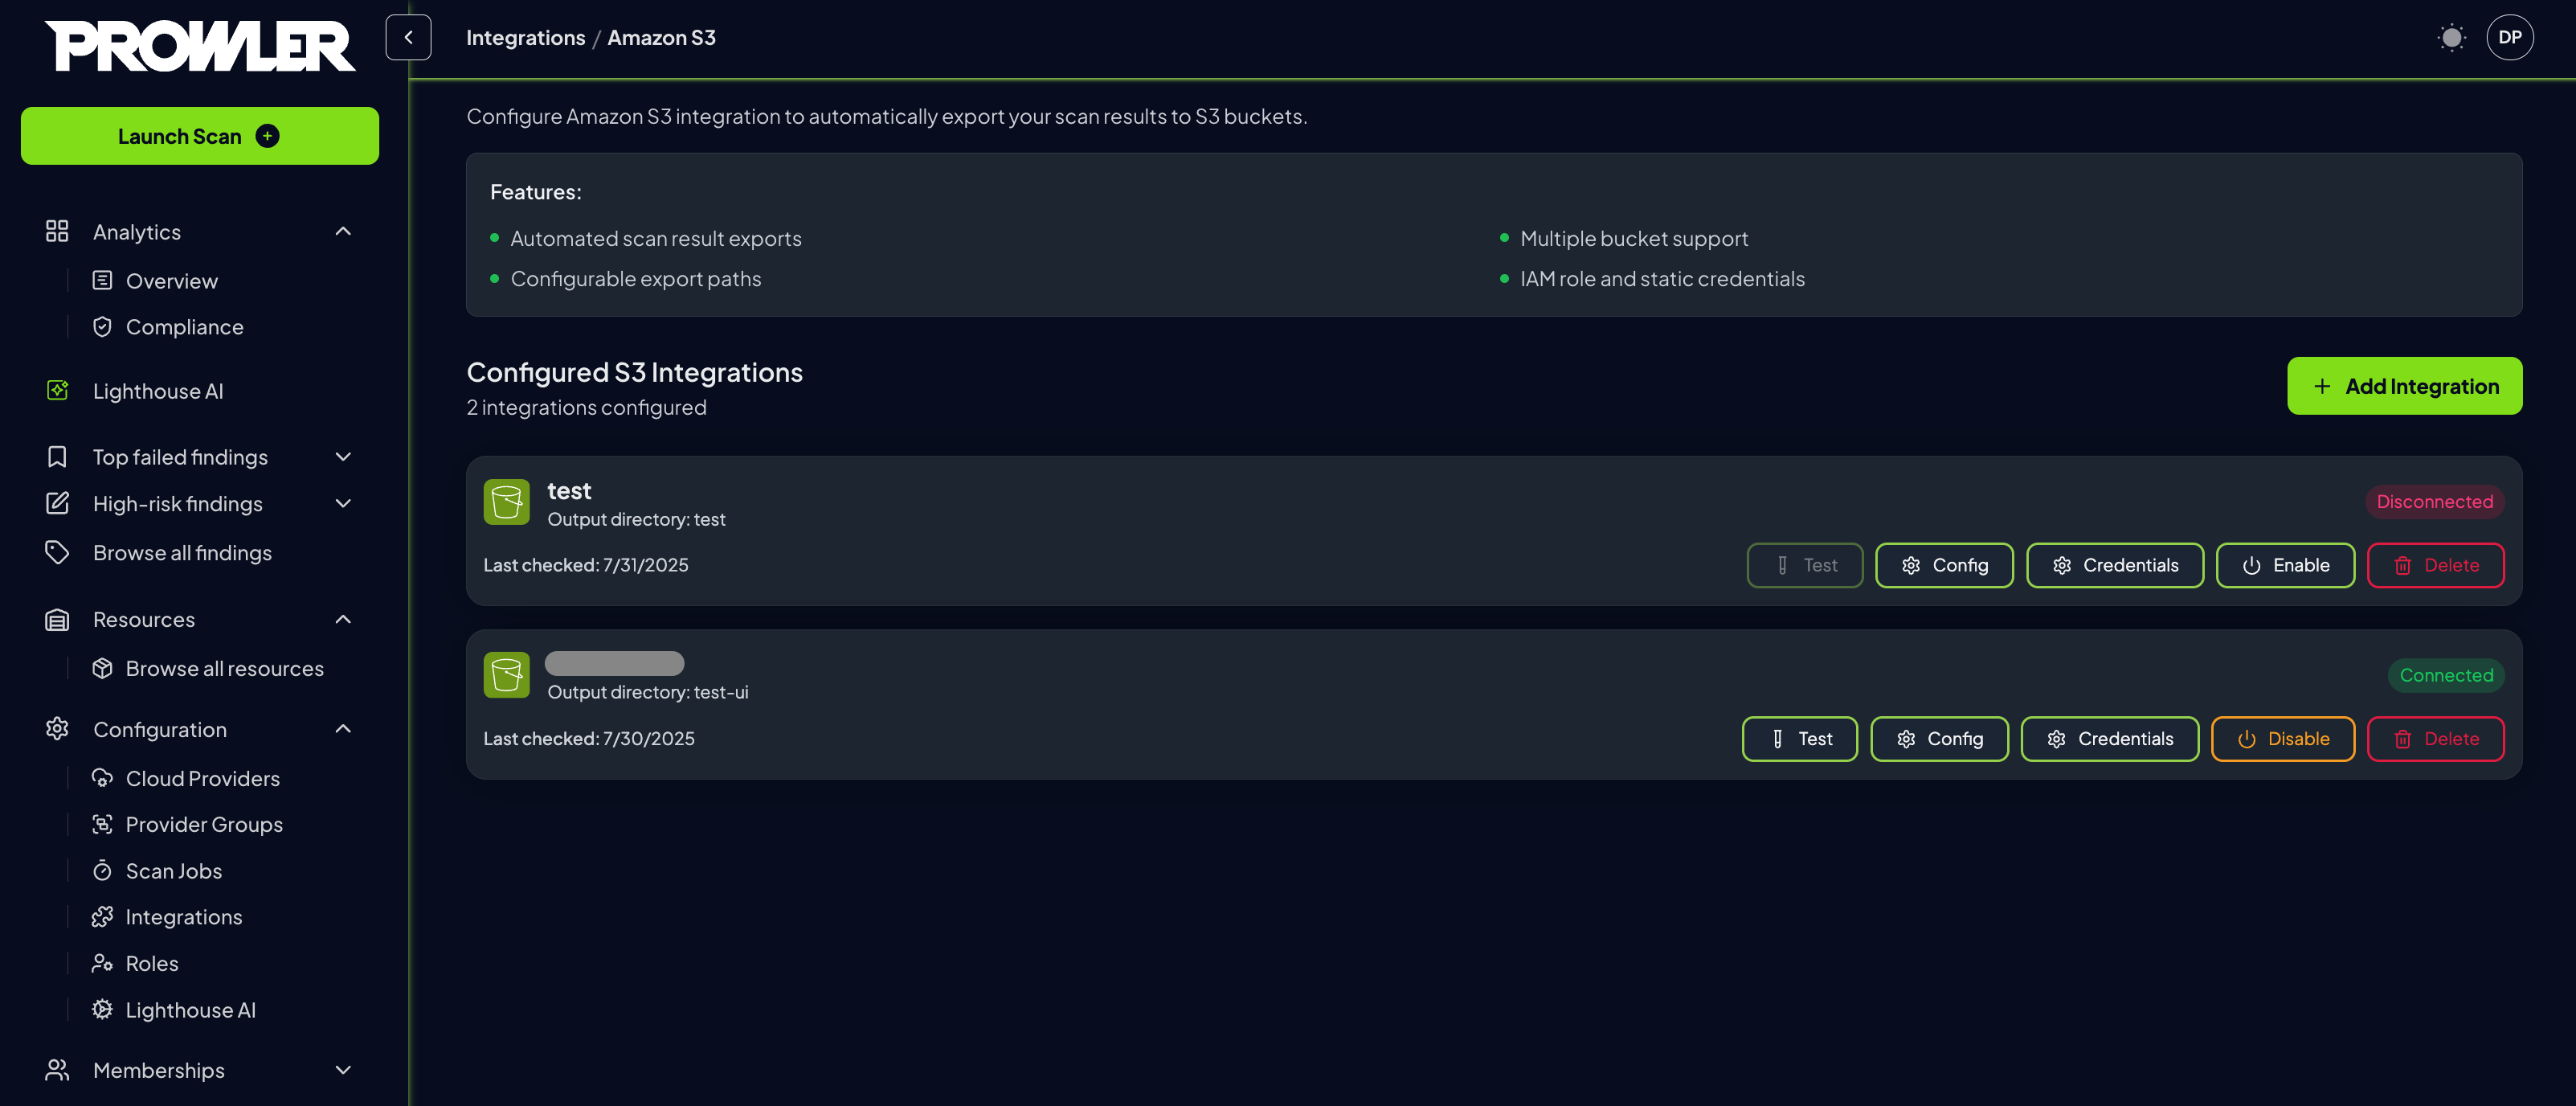 PROWLER
Launch Scan
Analytics
Overview
Compliance
Lighthouse AI
Top failed findings
High-risk findings
Browse all findings
Resources
Browse all resources
Configuration
Cloud Providers
Provider Groups
Scan Jobs
Integrations
Roles
Lighthouse AI
Memberships
Integrations / Amazon S3
DP
Configure Amazon S3 integration to automatically export your scan results to S3 buckets.
Features:
Automated scan result exports
Multiple bucket support
Configurable export paths
IAM role and static credentials
Configured S3 Integrations
2 integrations configured
Add Integration
test
Output directory: test
Disconnected
Last checked: 7/31/2025
Test
Config
Credentials
Enable
Delete
Output directory: test-ui
Connected
Last checked: 7/30/2025
Test
Config
Credentials
Disable
Delete